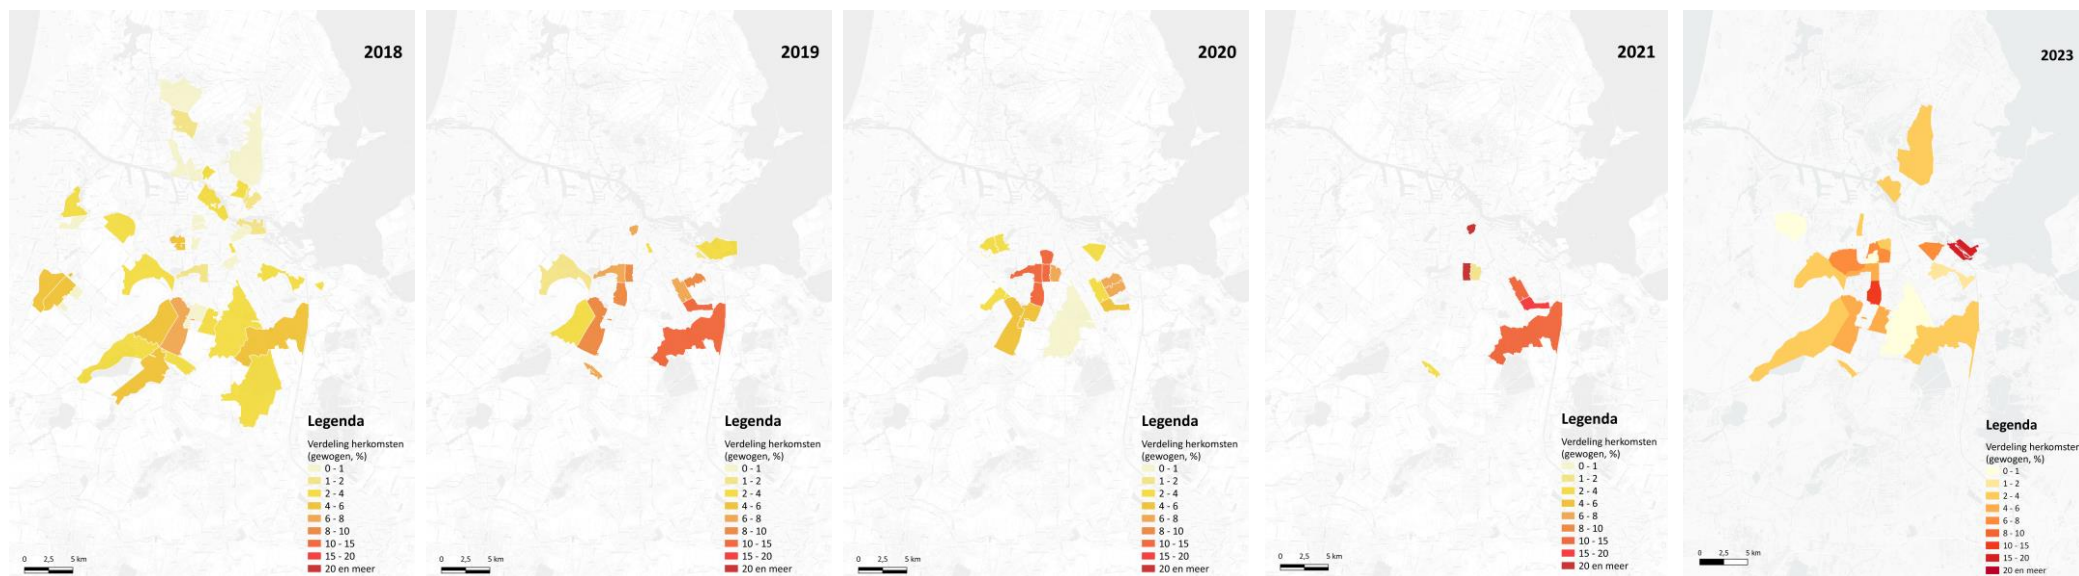 2018
Legenda
Verdeling herkomsten
(gewogen, %)
0 - 1
1 - 2
2 - 4
4 - 6
6 - 8
8 - 10
10 - 15
15 - 20
20 en meer
0 2,5 5 km
2019
Legenda
Verdeling herkomsten
(gewogen, %)
0 - 1
1 - 2
2 - 4
4 - 6
6 - 8
8 - 10
10 - 15
15 - 20
20 en meer
0 2,5 5 km
2020
Legenda
Verdeling herkomsten
(gewogen, %)
0 - 1
1 - 2
2 - 4
4 - 6
6 - 8
8 - 10
10 - 15
15 - 20
20 en meer
0 2,5 5 km
2021
Legenda
Verdeling herkomsten
(gewogen, %)
0 - 1
1 - 2
2 - 4
4 - 6
6 - 8
8 - 10
10 - 15
15 - 20
20 en meer
0 2,5 5 km
2023
Legenda
Verdeling herkomsten
(gewogen, %)
0 - 1
1 - 2
2 - 4
4 - 6
6 - 8
8 - 10
10 - 15
15 - 20
20 en meer
0 2,5 5 km